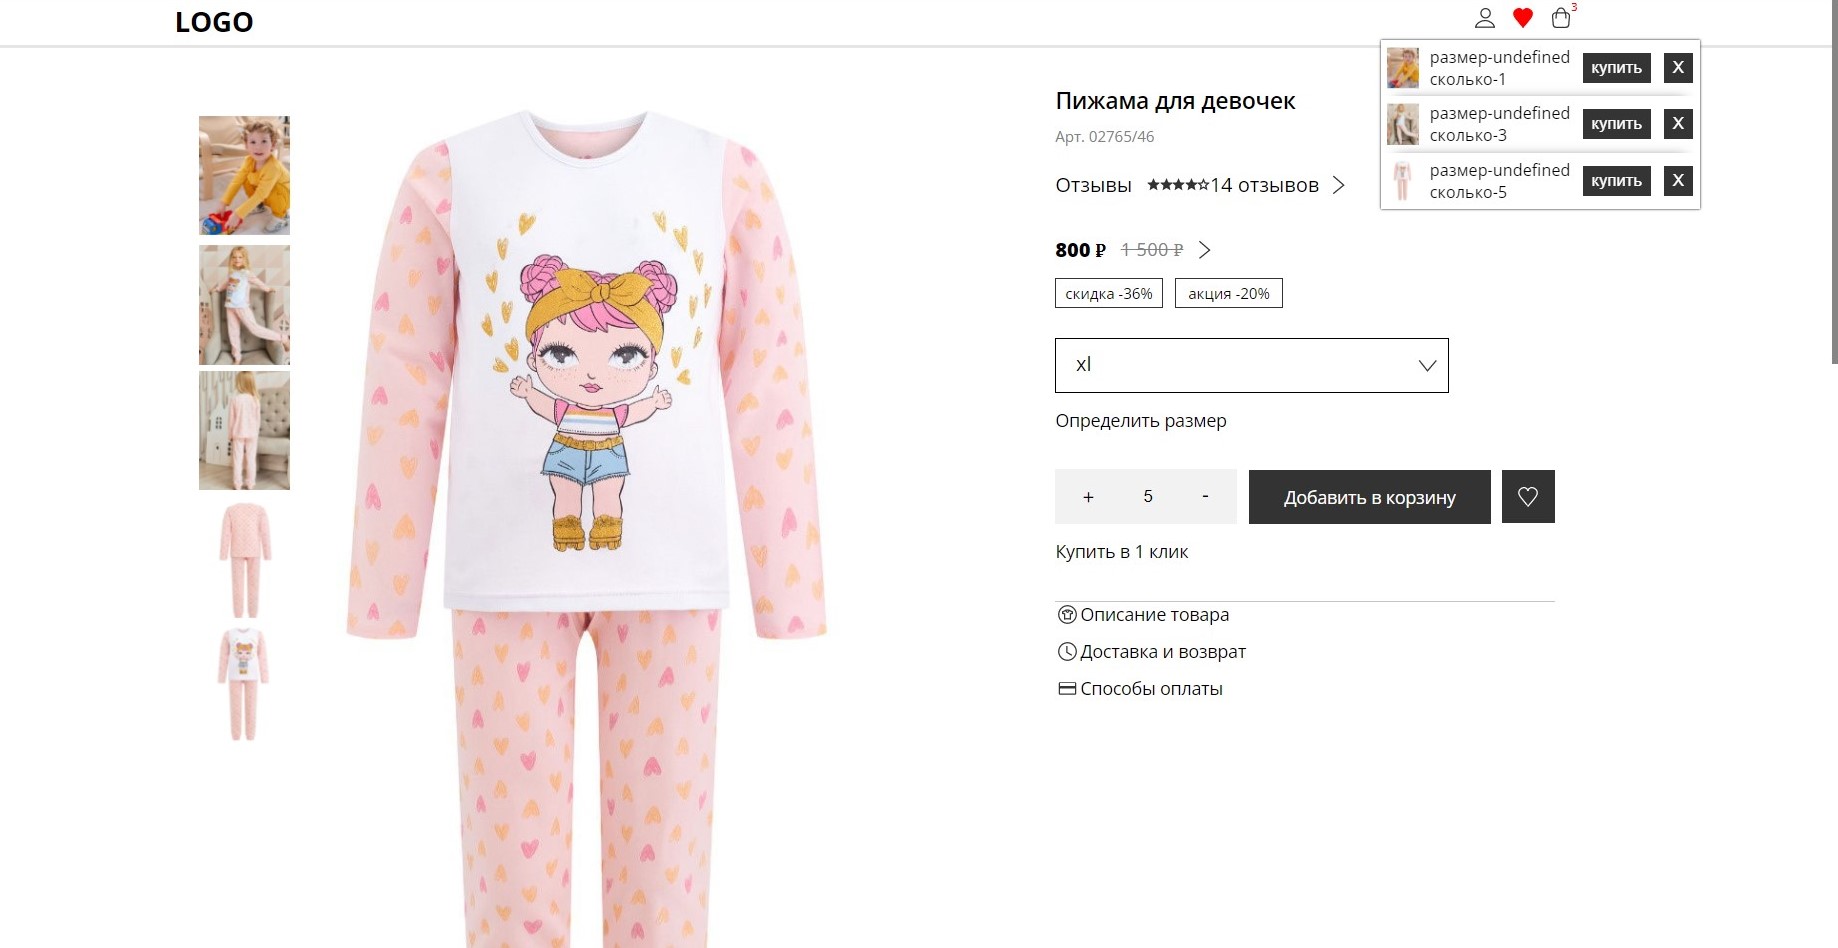 LOGO
3
размер-undefined
сколько-1
купить
X
размер-undefined
сколько-3
купить
X
размер-undefined
сколько-5
купить
X
Пижама для девочек
Арт. 02765/46
Отзывы ★★★★☆14 отзывов
800 ₽ 1 500 ₽
скидка -36% акция -20%
xl
Определить размер
+ 5 - Добавить в корзину
Купить в 1 клик
Описание товара
Доставка и возврат
Способы оплаты